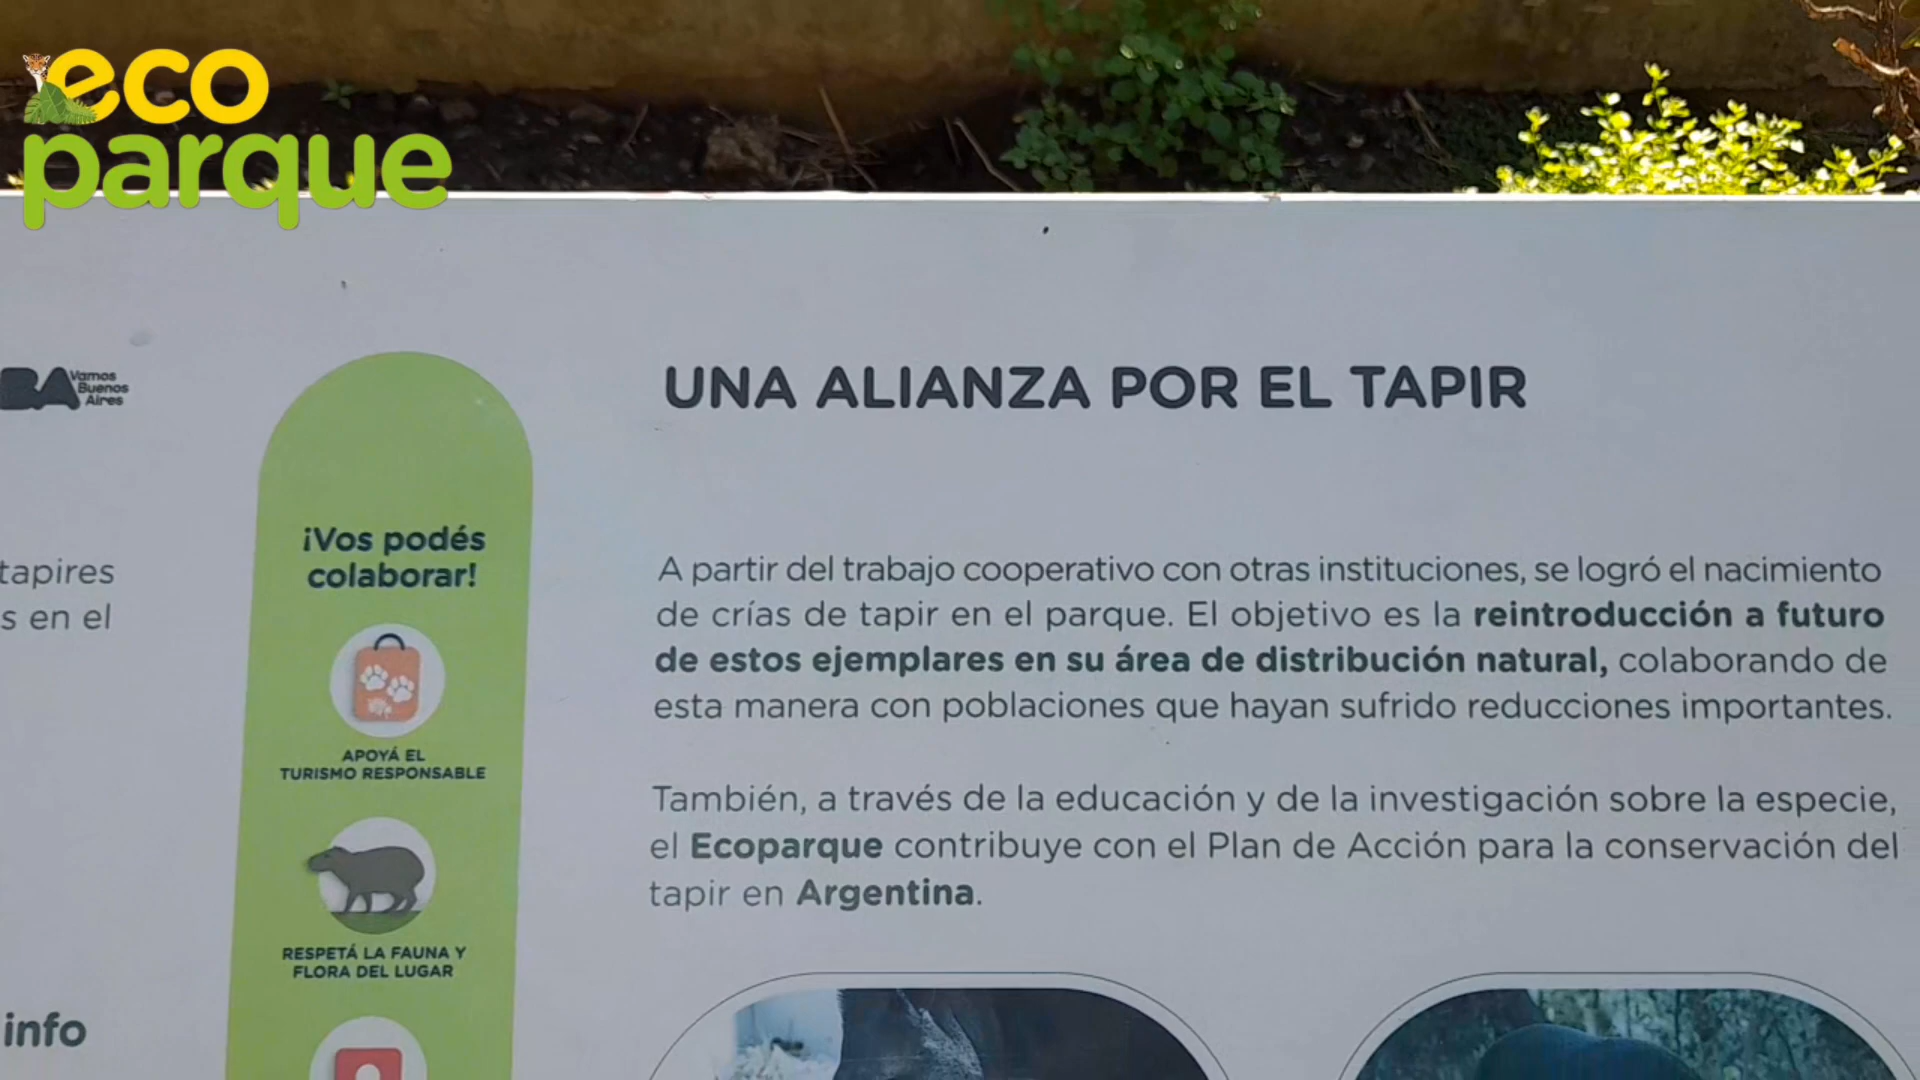 eco
parque
BA Vamos
Buenos
Aires
tapires
s en el
info
¡Vos podés
colaborar!
APOYÁ EL
TURISMO RESPONSABLE
RESPETÁ LA FAUNA Y
FLORA DEL LUGAR
UNA ALIANZA POR EL TAPIR
A partir del trabajo cooperativo con otras instituciones, se logró el nacimiento
de crías de tapir en el parque. El objetivo es la reintroducción a futuro
de estos ejemplares en su área de distribución natural, colaborando de
esta manera con poblaciones que hayan sufrido reducciones importantes.
También, a través de la educación y de la investigación sobre la especie,
el Ecoparque contribuye con el Plan de Acción para la conservación del
tapir en Argentina.